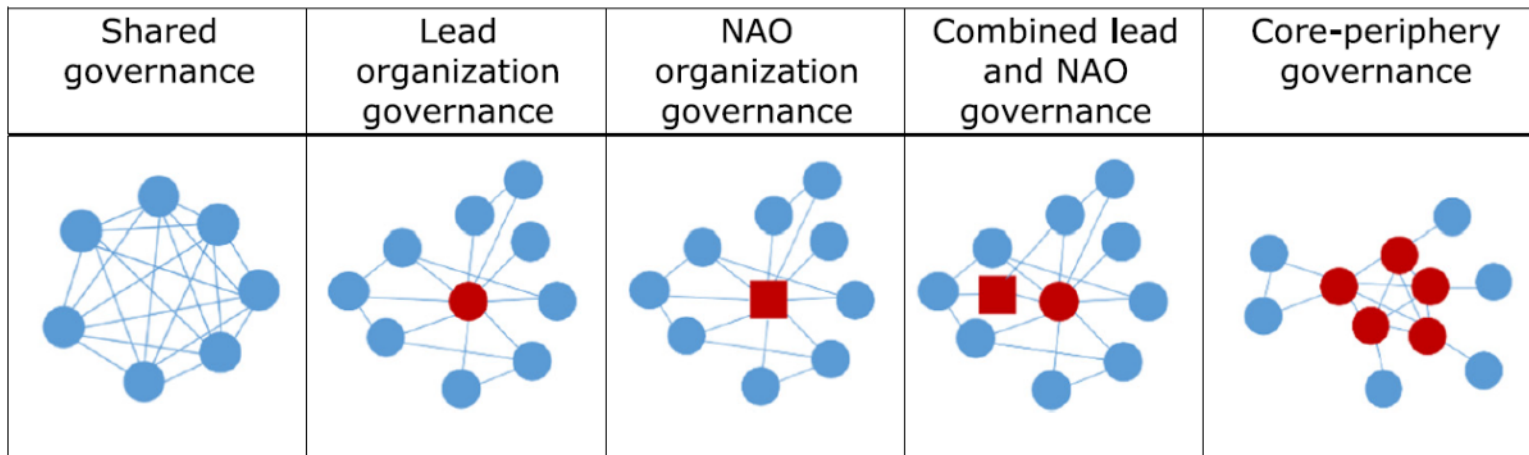 Shared
governance
Lead
organization
governance
NAO
organization
governance
Combined lead
and NAO
governance
Core-periphery
governance